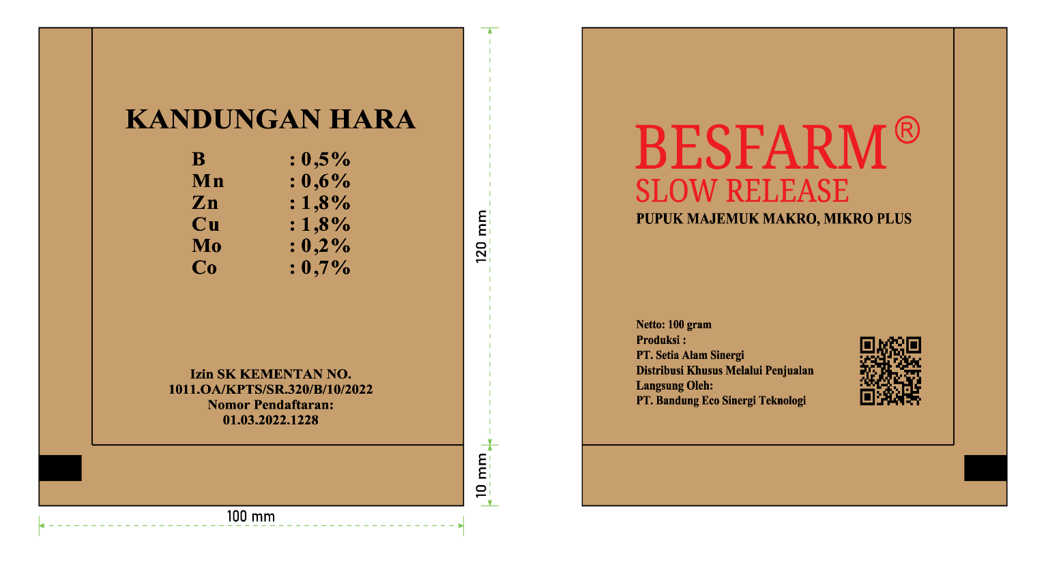 KANDUNGAN HARA
B : 0,5%
Mn : 0,6%
Zn : 1,8%
Cu : 1,8%
Mo : 0,2%
Co : 0,7%
Izin SK KEMENTAN NO.
1011.OA/KPTS/SR.320/B/10/2022
Nomor Pendaftaran:
01.03.2022.1228
120 mm
10 mm
100 mm
BESFARM®
SLOW RELEASE
PUPUK MAJEMUK MAKRO, MIKRO PLUS
Netto: 100 gram
Produksi :
PT. Setia Alam Sinergi
Distribusi Khusus Melalui Penjualan
Langsung Oleh:
PT. Bandung Eco Sinergi Teknologi